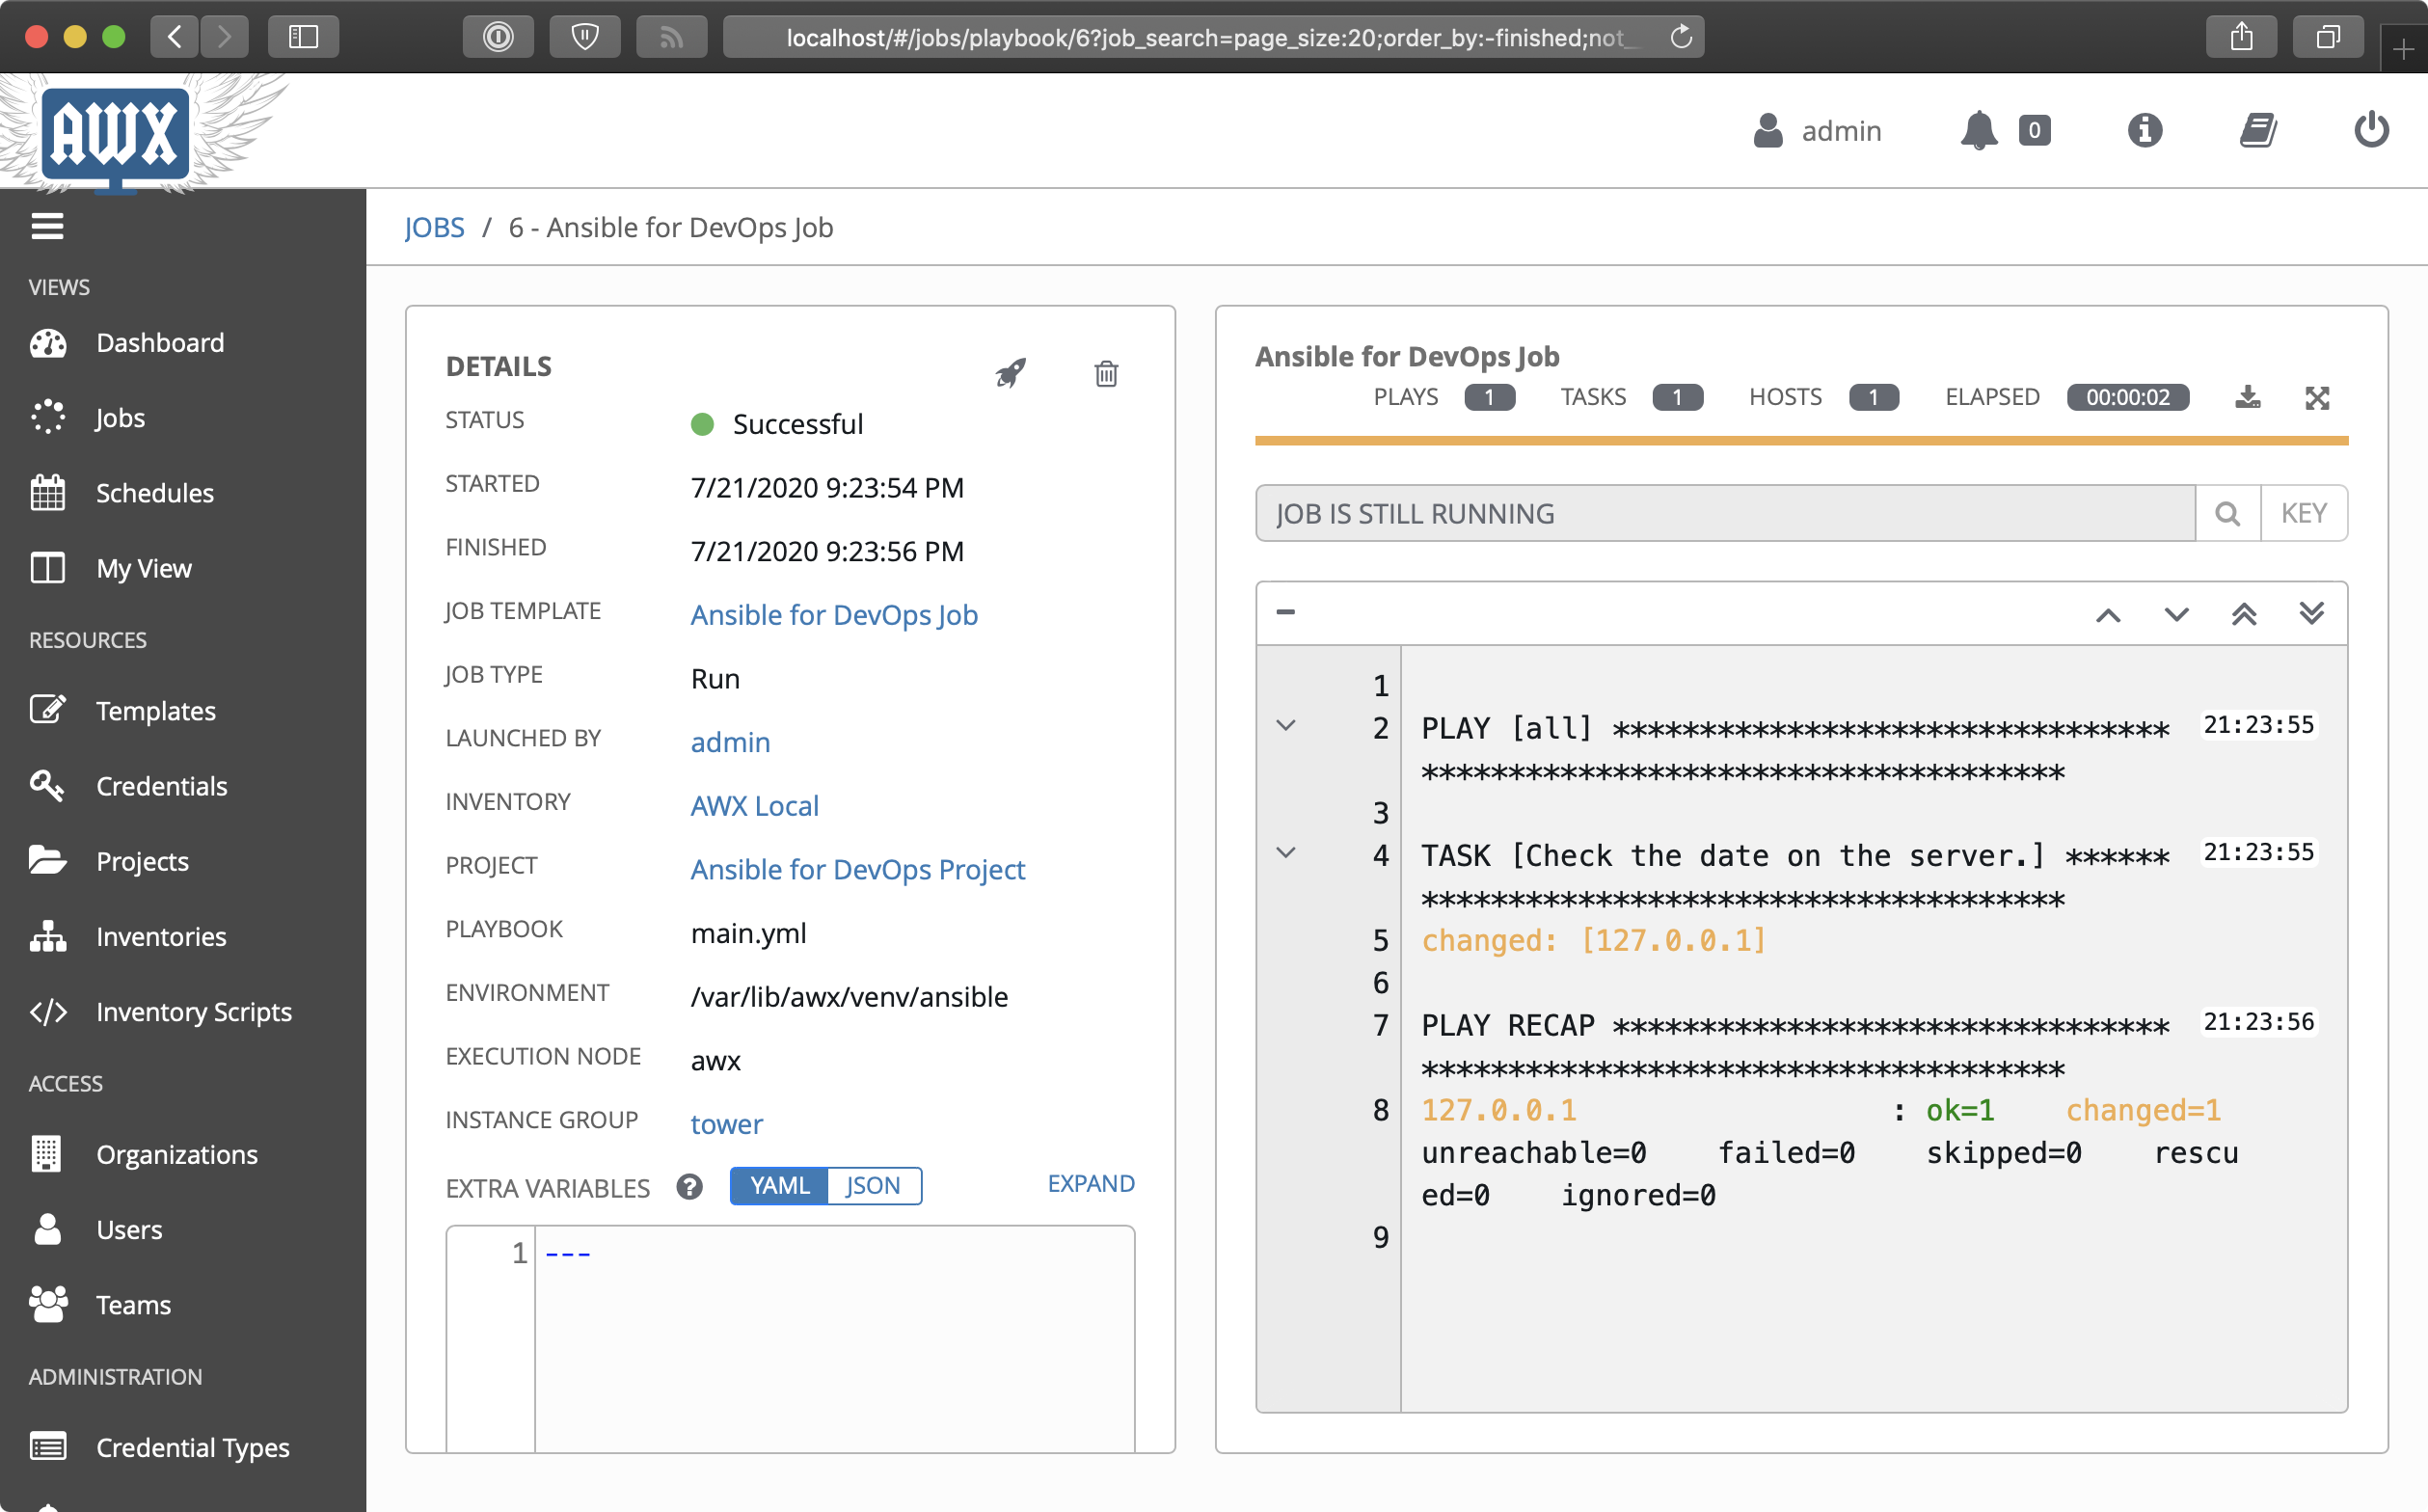 localhost/#/jobs/playbook/6?job_search=page_size:20;order_by:-finished;not_
AWX
admin
0
JOBS / 6 - Ansible for DevOps Job
VIEWS
Dashboard
Jobs
Schedules
My View
RESOURCES
Templates
Credentials
Projects
Inventories
Inventory Scripts
ACCESS
Organizations
Users
Teams
ADMINISTRATION
Credential Types
DETAILS
STATUS Successful
STARTED 7/21/2020 9:23:54 PM
FINISHED 7/21/2020 9:23:56 PM
JOB TEMPLATE Ansible for DevOps Job
JOB TYPE Run
LAUNCHED BY admin
INVENTORY AWX Local
PROJECT Ansible for DevOps Project
PLAYBOOK main.yml
ENVIRONMENT /var/lib/awx/venv/ansible
EXECUTION NODE awx
INSTANCE GROUP tower
EXTRA VARIABLES ? YAML JSON EXPAND
1 ---
Ansible for DevOps Job
PLAYS 1 TASKS 1 HOSTS 1 ELAPSED 00:00:02
JOB IS STILL RUNNING KEY
1
2 PLAY [all] ******************************** 21:23:55
*************************************
3
4 TASK [Check the date on the server.] ****** 21:23:55
*************************************
5 changed: [127.0.0.1]
6
7 PLAY RECAP ******************************** 21:23:56
*************************************
8 127.0.0.1 : ok=1 changed=1
unreachable=0 failed=0 skipped=0 rescu
ed=0 ignored=0
9